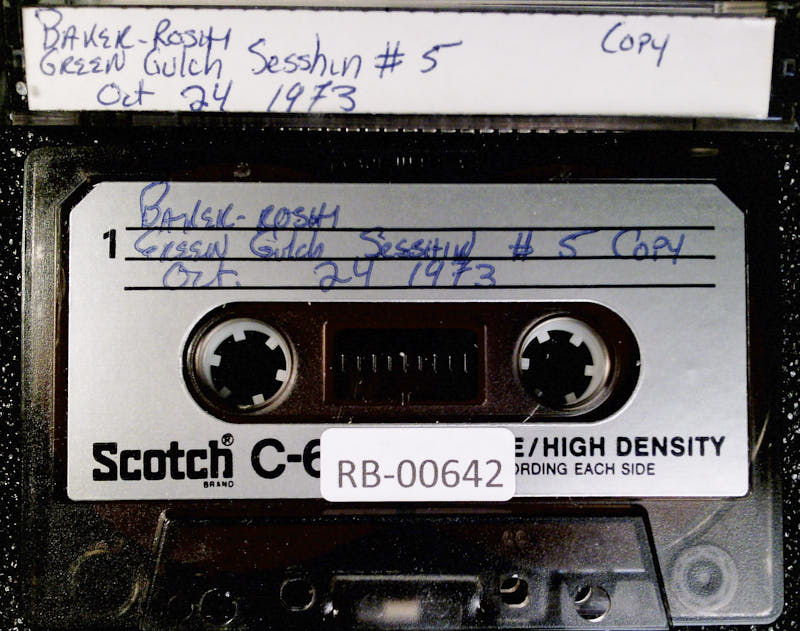 BAKER-ROSHI Copy
GREEN Gulch Sesshin # 5
Oct 24 1973
BAKER-ROSHI
1 GREEN Gulch SESSHIN # 5 COPY
Oct. 24 1973
Scotch® C-6 E/HIGH DENSITY
BRAND ORDING EACH SIDE
RB-00642